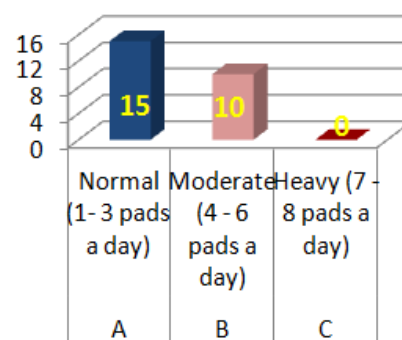 16
12
8
4
0
15
10
0
Normal
(1- 3 pads
a day)
Moderate
(4 - 6
pads a
day)
Heavy (7 -
8 pads a
day)
A
B
C